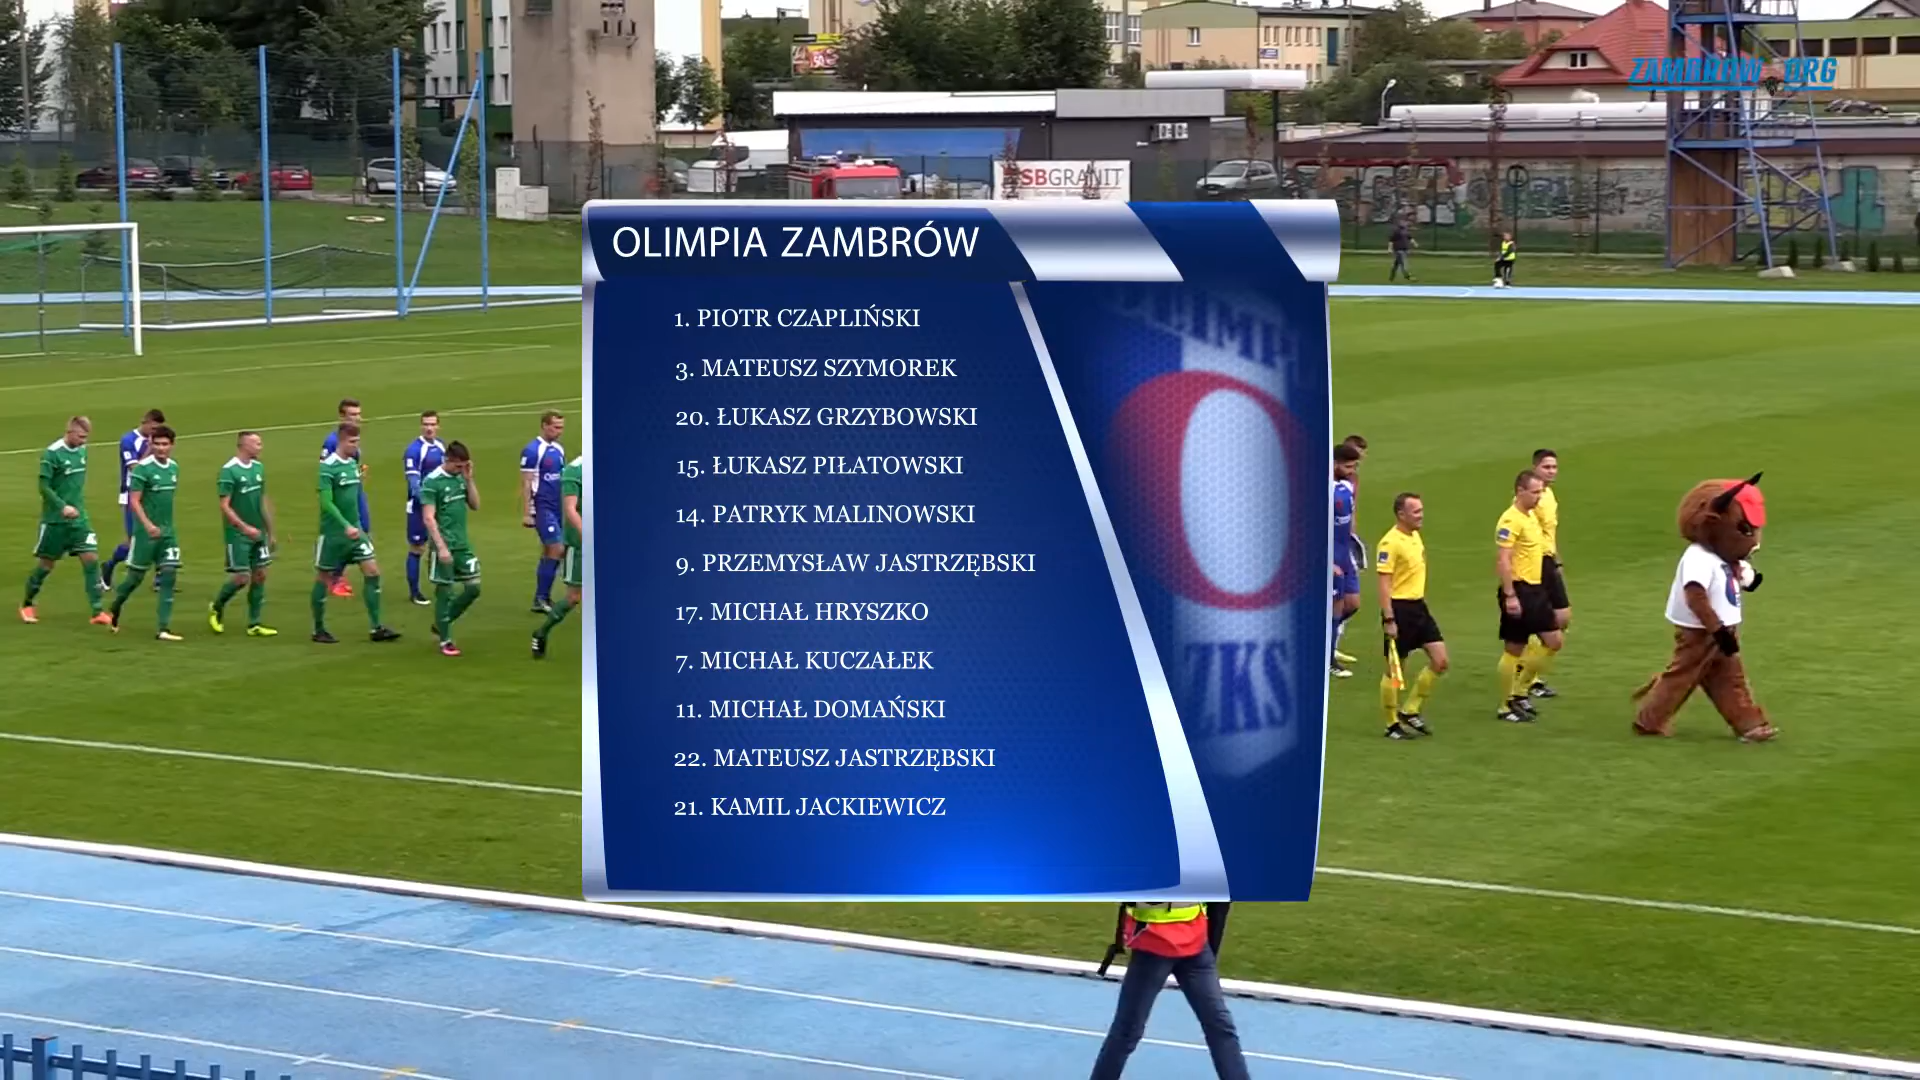 ZAMBROW.ORG
SBGRANIT
OLIMPIA ZAMBRÓW
1. PIOTR CZAPLIŃSKI
3. MATEUSZ SZYMOREK
20. ŁUKASZ GRZYBOWSKI
15. ŁUKASZ PIŁATOWSKI
14. PATRYK MALINOWSKI
9. PRZEMYSŁAW JASTRZĘBSKI
17. MICHAŁ HRYSZKO
7. MICHAŁ KUCZAŁEK
11. MICHAŁ DOMAŃSKI
22. MATEUSZ JASTRZĘBSKI
21. KAMIL JACKIEWICZ
ZKS
17